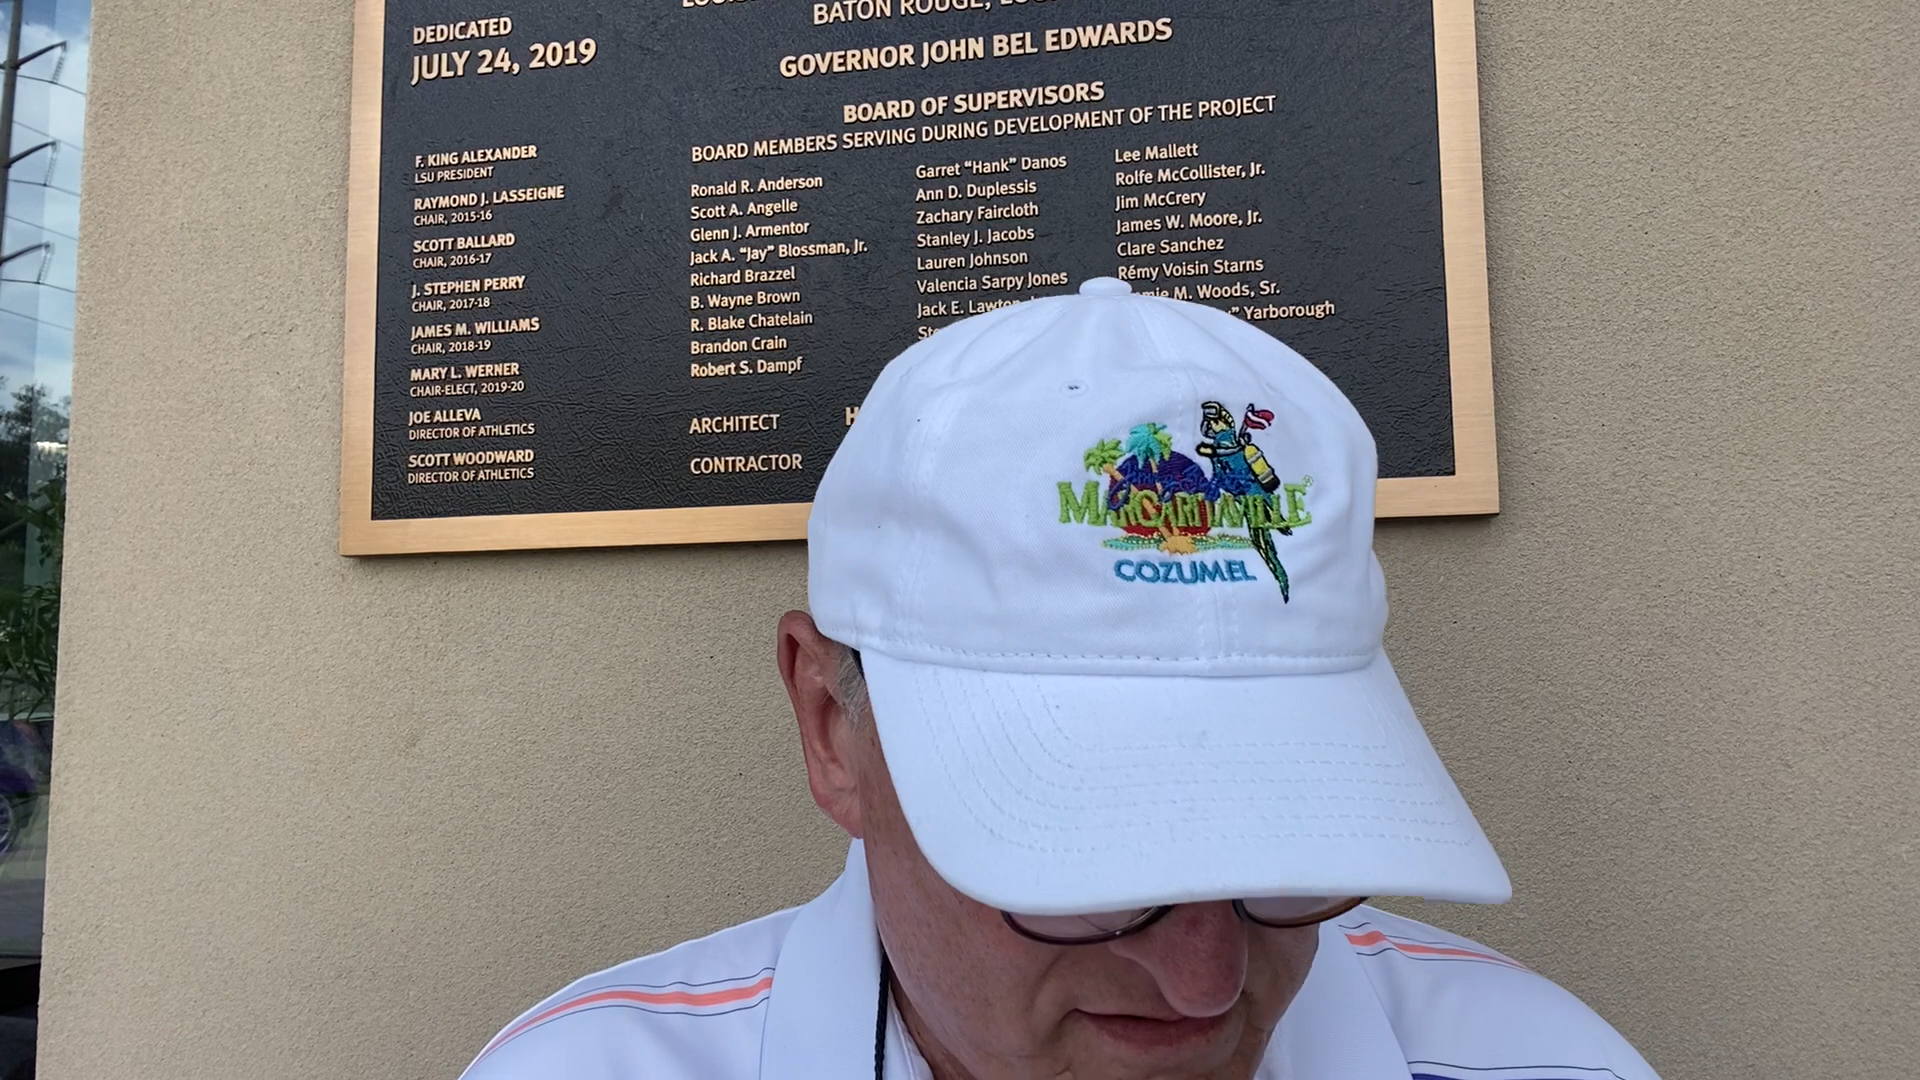 DEDICATED
JULY 24, 2019
BATON ROUGE,
GOVERNOR JOHN BEL EDWARDS
BOARD OF SUPERVISORS
BOARD MEMBERS SERVING DURING DEVELOPMENT OF THE PROJECT
F. KING ALEXANDER
LSU PRESIDENT
RAYMOND J. LASSEIGNE
CHAIR, 2015-16
SCOTT BALLARD
CHAIR, 2016-17
J. STEPHEN PERRY
CHAIR, 2017-18
JAMES M. WILLIAMS
CHAIR, 2018-19
MARY L. WERNER
CHAIR-ELECT, 2019-20
JOE ALLEVA
DIRECTOR OF ATHLETICS
SCOTT WOODWARD
DIRECTOR OF ATHLETICS
Ronald R. Anderson
Scott A. Angelle
Glenn J. Armentor
Jack A. “Jay” Blossman, Jr.
Richard Brazzel
B. Wayne Brown
R. Blake Chatelain
Brandon Crain
Robert S. Dampf
Garret “Hank” Danos
Ann D. Duplessis
Zachary Faircloth
Stanley J. Jacobs
Lauren Johnson
Valencia Sarpy Jones
Jack E.
Lee Mallett
Rolfe McCollister, Jr.
Jim McCrery
James W. Moore, Jr.
Clare Sanchez
Rémy Voisin Starns
M. Woods, Sr.
Yarborough
ARCHITECT
CONTRACTOR
MARGARITAVILLE
COZUMEL